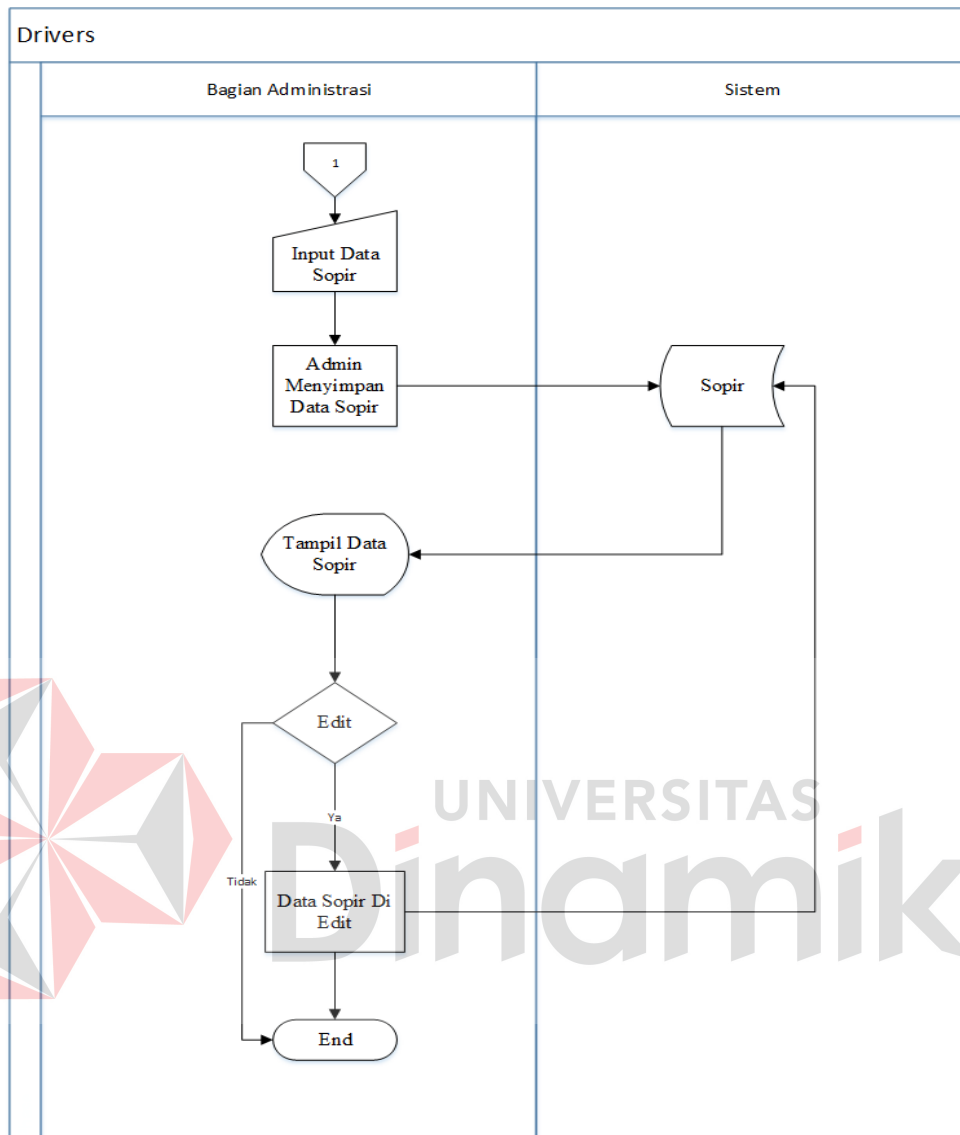 Drivers
Bagian Administrasi
Sistem
1
Input Data
Sopir
Admin
Menyimpan
Data Sopir
Sopir
Tampil Data
Sopir
Edit
Ya
Tidak
Data Sopir Di
Edit
End
UNIVERSITAS
Dinamik